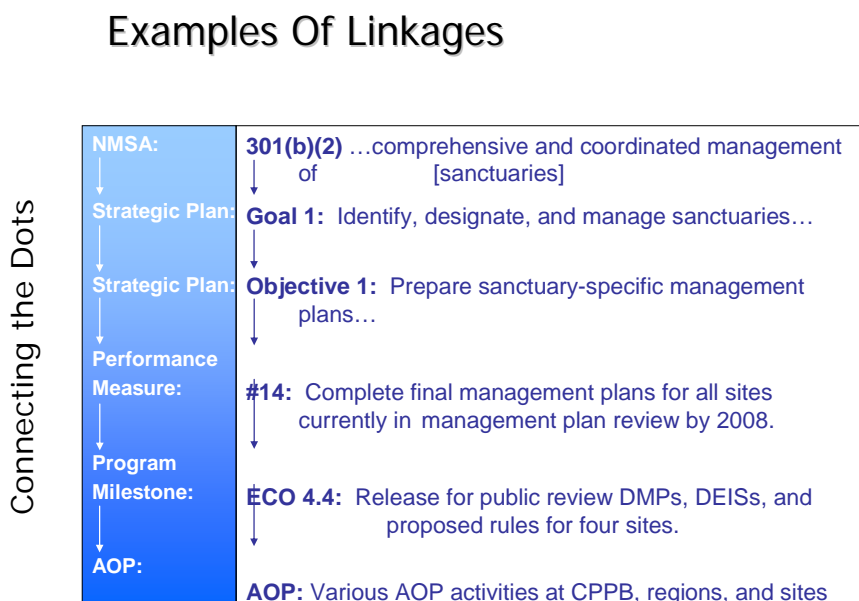 Examples Of Linkages
Connecting the Dots
NMSA:
301(b)(2) …comprehensive and coordinated management
of [sanctuaries]
Strategic Plan:
Goal 1: Identify, designate, and manage sanctuaries…
Strategic Plan:
Objective 1: Prepare sanctuary-specific management
plans…
Performance
Measure:
#14: Complete final management plans for all sites
currently in management plan review by 2008.
Program
Milestone:
ECO 4.4: Release for public review DMPs, DEISs, and
proposed rules for four sites.
AOP:
AOP: Various AOP activities at CPPB, regions, and sites